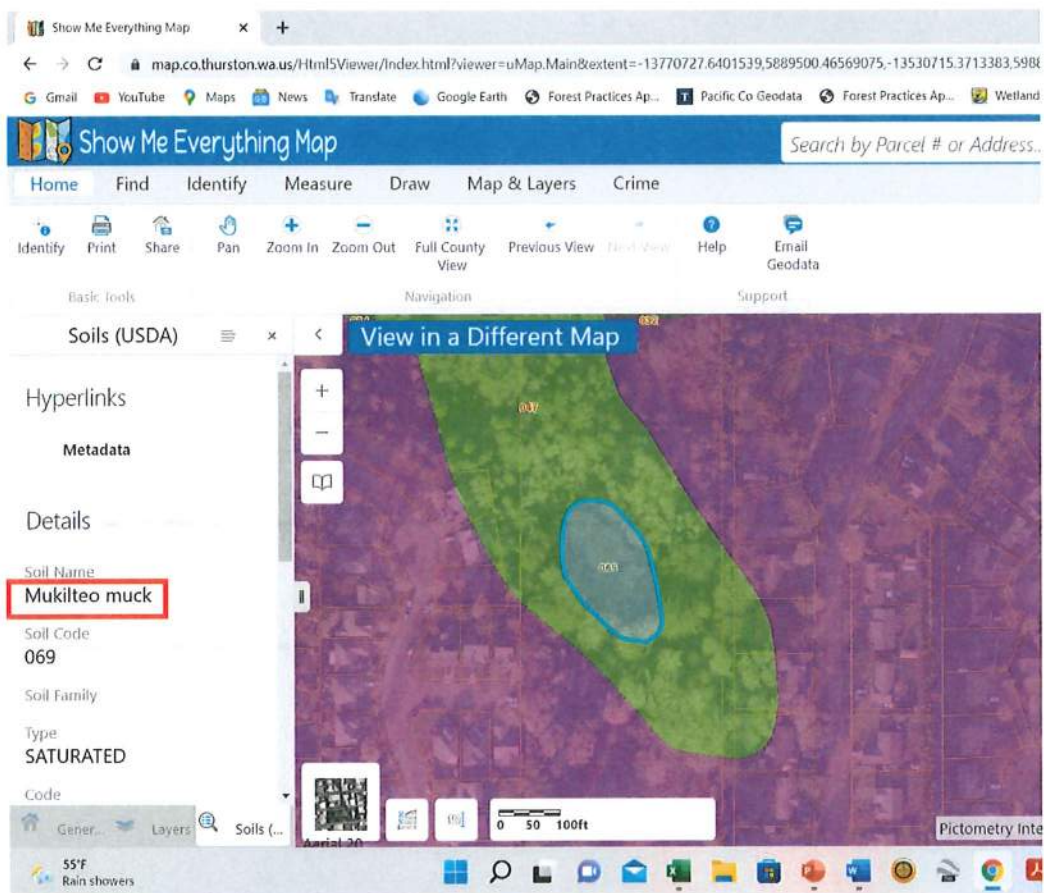 Show Me Everything Map × +
map.co.thurston.wa.us/Html5Viewer/Index.html?viewer=uMap.Main&extent=-13770727.6401539,5889500.46569075,-13530715.3713383,5988
Gmail YouTube Maps News Translate Google Earth Forest Practices Ap... Pacific Co Geodata Forest Practices Ap... Wetland
Show Me Everything Map
Search by Parcel # or Address...
Home Find Identify Measure Draw Map & Layers Crime
Identify Print Share Pan Zoom In Zoom Out Full County View Previous View Next View Help Email Geodata
Basic Tools Navigation Support
Soils (USDA)
View in a Different Map
032
Hyperlinks
047
Metadata
Details
Soil Name
Mukilteo muck
Soil Code
069
Soil Family
Type
SATURATED
Code
Gener... Layers Soils (...
Aerial 20
0 50 100ft
Pictometry Inte
55°F
Rain showers